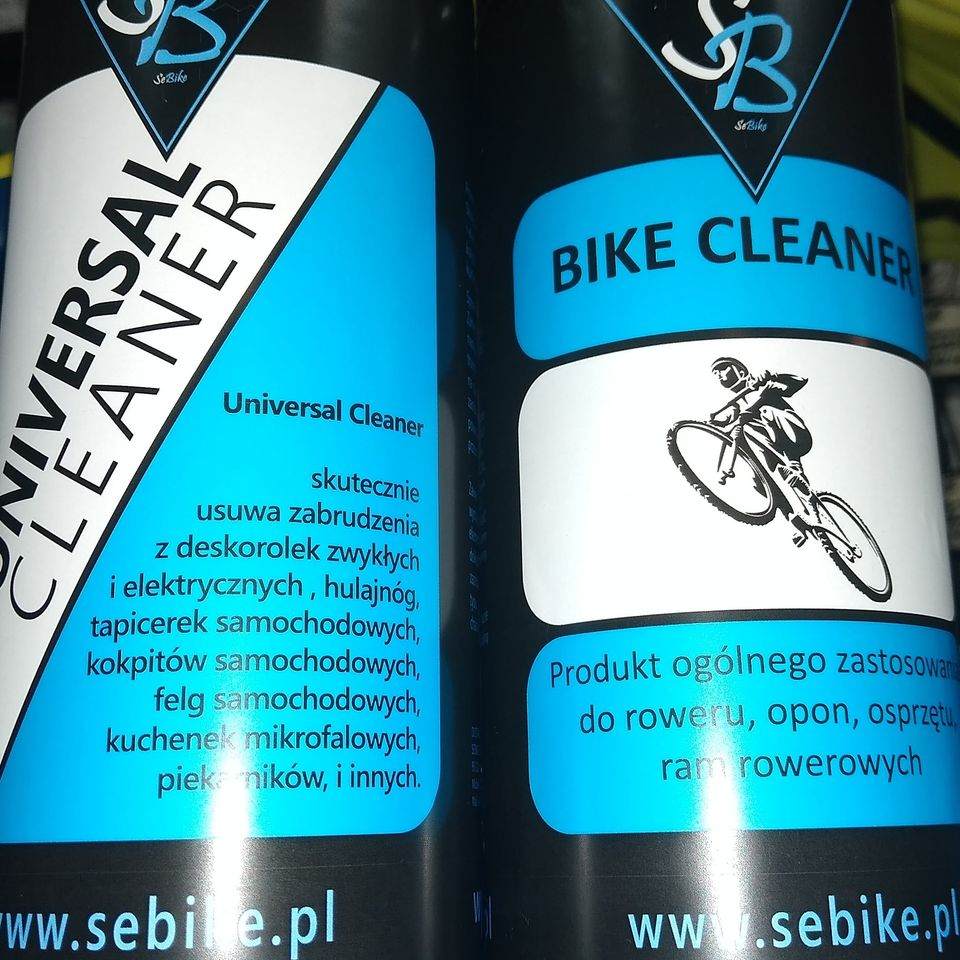 SB
SeBike
UNIVERSAL
CLEANER
Universal Cleaner
skutecznie
usuwa zabrudzenia
z deskorolek zwykłych
i elektrycznych , hulajnóg,
tapicerek samochodowych,
kokpitów samochodowych,
felg samochodowych,
kuchenek mikrofalowych,
piekarników, i innych.
www.sebike.pl
SB
SeBike
BIKE CLEANER
Produkt ogólnego zastosowania
do roweru, opon, osprzętu,
ram rowerowych
www.sebike.pl